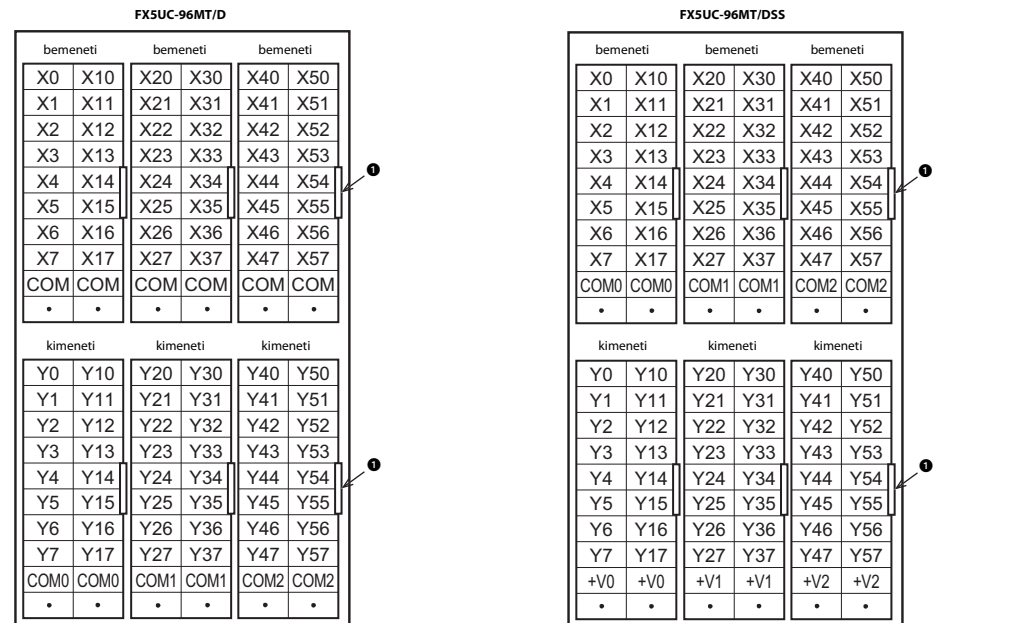 FX5UC-96MT/D
bemeneti bemeneti bemeneti
X0 X10 X20 X30 X40 X50
X1 X11 X21 X31 X41 X51
X2 X12 X22 X32 X42 X52
X3 X13 X23 X33 X43 X53
1
X4 X14 X24 X34 X44 X54
X5 X15 X25 X35 X45 X55
X6 X16 X26 X36 X46 X56
X7 X17 X27 X37 X47 X57
COM COM COM COM COM COM
• • • • • •
kimeneti kimeneti kimeneti
Y0 Y10 Y20 Y30 Y40 Y50
Y1 Y11 Y21 Y31 Y41 Y51
Y2 Y12 Y22 Y32 Y42 Y52
Y3 Y13 Y23 Y33 Y43 Y53
1
Y4 Y14 Y24 Y34 Y44 Y54
Y5 Y15 Y25 Y35 Y45 Y55
Y6 Y16 Y26 Y36 Y46 Y56
Y7 Y17 Y27 Y37 Y47 Y57
COM0 COM0 COM1 COM1 COM2 COM2
• • • • • •
FX5UC-96MT/DSS
bemeneti bemeneti bemeneti
X0 X10 X20 X30 X40 X50
X1 X11 X21 X31 X41 X51
X2 X12 X22 X32 X42 X52
X3 X13 X23 X33 X43 X53
1
X4 X14 X24 X34 X44 X54
X5 X15 X25 X35 X45 X55
X6 X16 X26 X36 X46 X56
X7 X17 X27 X37 X47 X57
COM0 COM0 COM1 COM1 COM2 COM2
• • • • • •
kimeneti kimeneti kimeneti
Y0 Y10 Y20 Y30 Y40 Y50
Y1 Y11 Y21 Y31 Y41 Y51
Y2 Y12 Y22 Y32 Y42 Y52
Y3 Y13 Y23 Y33 Y43 Y53
1
Y4 Y14 Y24 Y34 Y44 Y54
Y5 Y15 Y25 Y35 Y45 Y55
Y6 Y16 Y26 Y36 Y46 Y56
Y7 Y17 Y27 Y37 Y47 Y57
+V0 +V0 +V1 +V1 +V2 +V2
• • • • • •